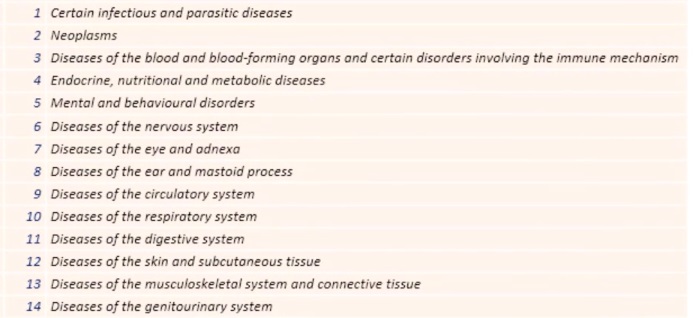 1 Certain infectious and parasitic diseases
2 Neoplasms
3 Diseases of the blood and blood-forming organs and certain disorders involving the immune mechanism
4 Endocrine, nutritional and metabolic diseases
5 Mental and behavioural disorders
6 Diseases of the nervous system
7 Diseases of the eye and adnexa
8 Diseases of the ear and mastoid process
9 Diseases of the circulatory system
10 Diseases of the respiratory system
11 Diseases of the digestive system
12 Diseases of the skin and subcutaneous tissue
13 Diseases of the musculoskeletal system and connective tissue
14 Diseases of the genitourinary system